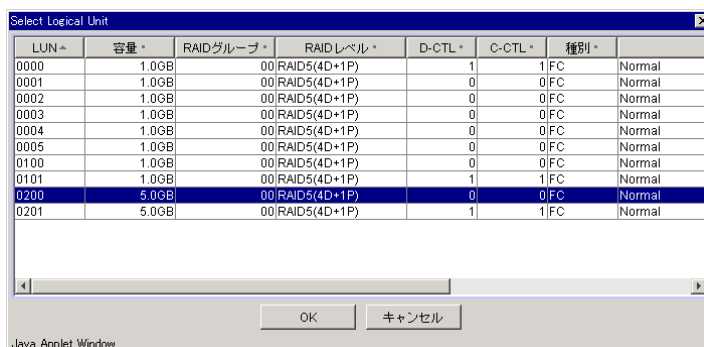 Select Logical Unit
LUN 容量 RAIDグループ RAIDレベル D-CTL C-CTL 種別
0000 1.0GB 00 RAID5(4D+1P) 1 1 FC Normal
0001 1.0GB 00 RAID5(4D+1P) 0 0 FC Normal
0002 1.0GB 00 RAID5(4D+1P) 0 0 FC Normal
0003 1.0GB 00 RAID5(4D+1P) 0 0 FC Normal
0004 1.0GB 00 RAID5(4D+1P) 0 0 FC Normal
0005 1.0GB 00 RAID5(4D+1P) 0 0 FC Normal
0100 1.0GB 00 RAID5(4D+1P) 0 0 FC Normal
0101 1.0GB 00 RAID5(4D+1P) 1 1 FC Normal
0200 5.0GB 00 RAID5(4D+1P) 0 0 FC Normal
0201 5.0GB 00 RAID5(4D+1P) 1 1 FC Normal
OK キャンセル
Java Applet Window